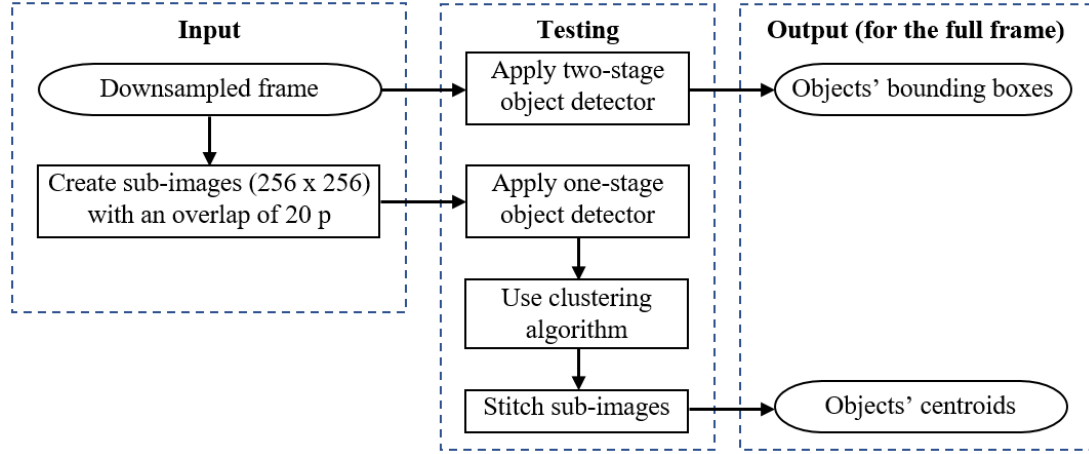 Input
Downsampled frame
Create sub-images (256 x 256)
with an overlap of 20 p
Testing
Apply two-stage
object detector
Apply one-stage
object detector
Use clustering
algorithm
Stitch sub-images
Output (for the full frame)
Objects’ bounding boxes
Objects’ centroids